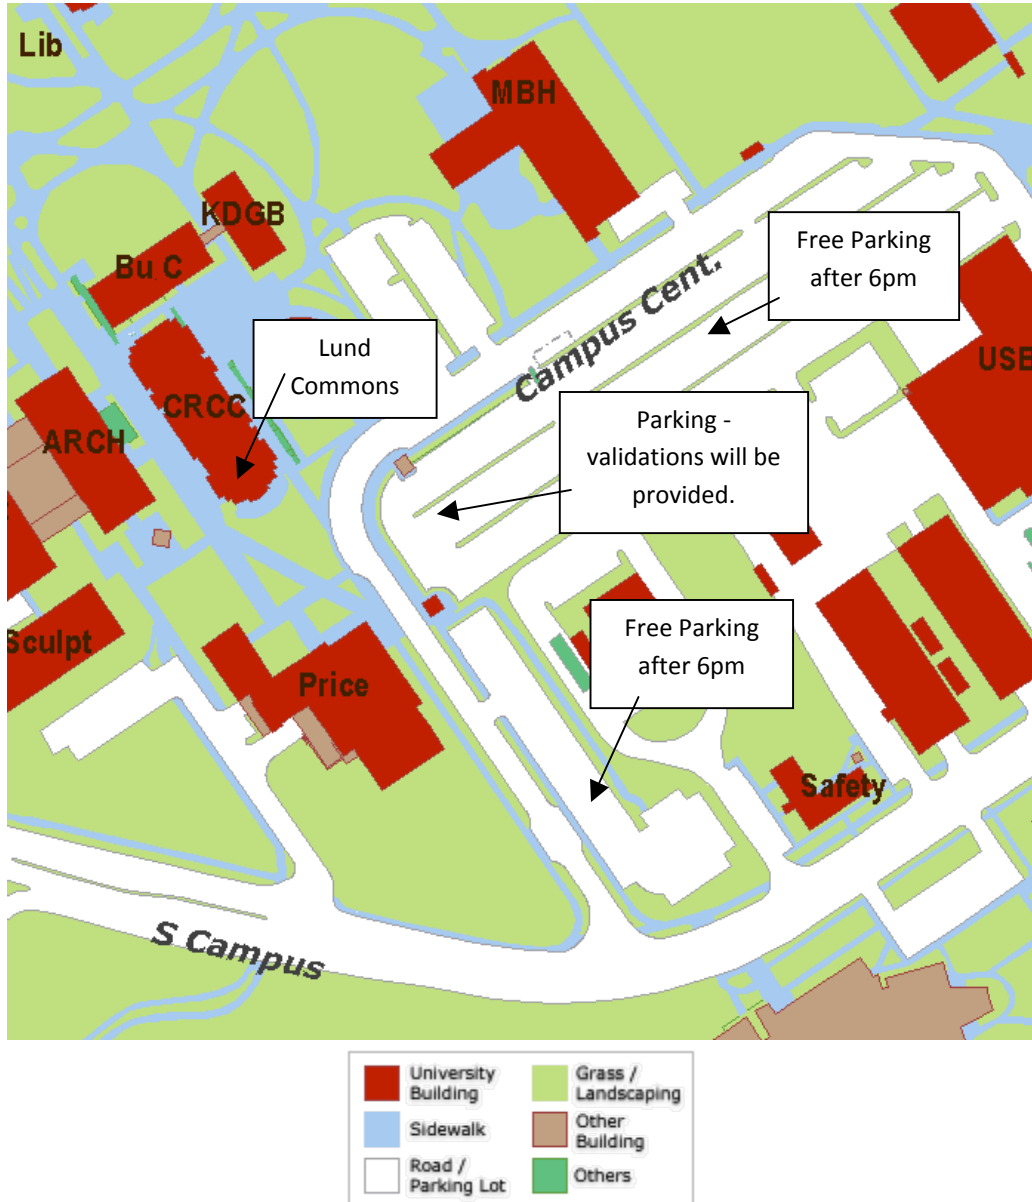 Lib
MBH
KDGB
Bu C
Free Parking
after 6pm
Campus Cent.
Lund
Commons
USB
CRCC
ARCH
Parking -
validations will be
provided.
Free Parking
after 6pm
Sculpt
Price
Safety
S Campus
University
Building
Grass /
Landscaping
Sidewalk
Other
Building
Road /
Parking Lot
Others